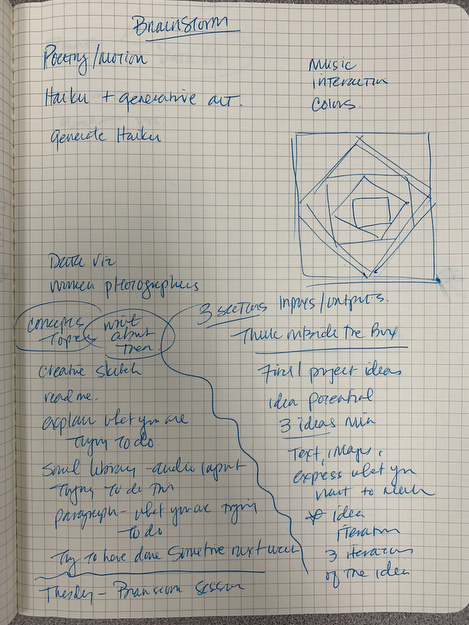 Brainstorm
Poetry/motion
Haiku + generative art.
generate Haiku
Music
interaction
Colors
Data viz
women photographers
concepts
Topics
write
about
them
Creative Sketch
read me.
explain what you are
trying to do
Sound library - audio input
Trying to do this
paragraph - what you are trying
to do
Try to have done something next week
Thursday - Brainstorm session
3 sections inputs/outputs.
Think outside the Box
Final project ideas
idea potential
3 ideas min
Text, images,
express what you
want to
idea
iteration
3 iterations
of the idea